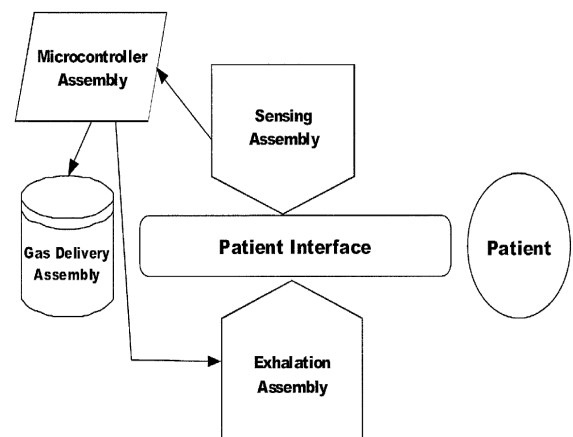 Microcontroller
Assembly
Sensing
Assembly
Gas Delivery
Assembly
Patient Interface
Patient
Exhalation
Assembly